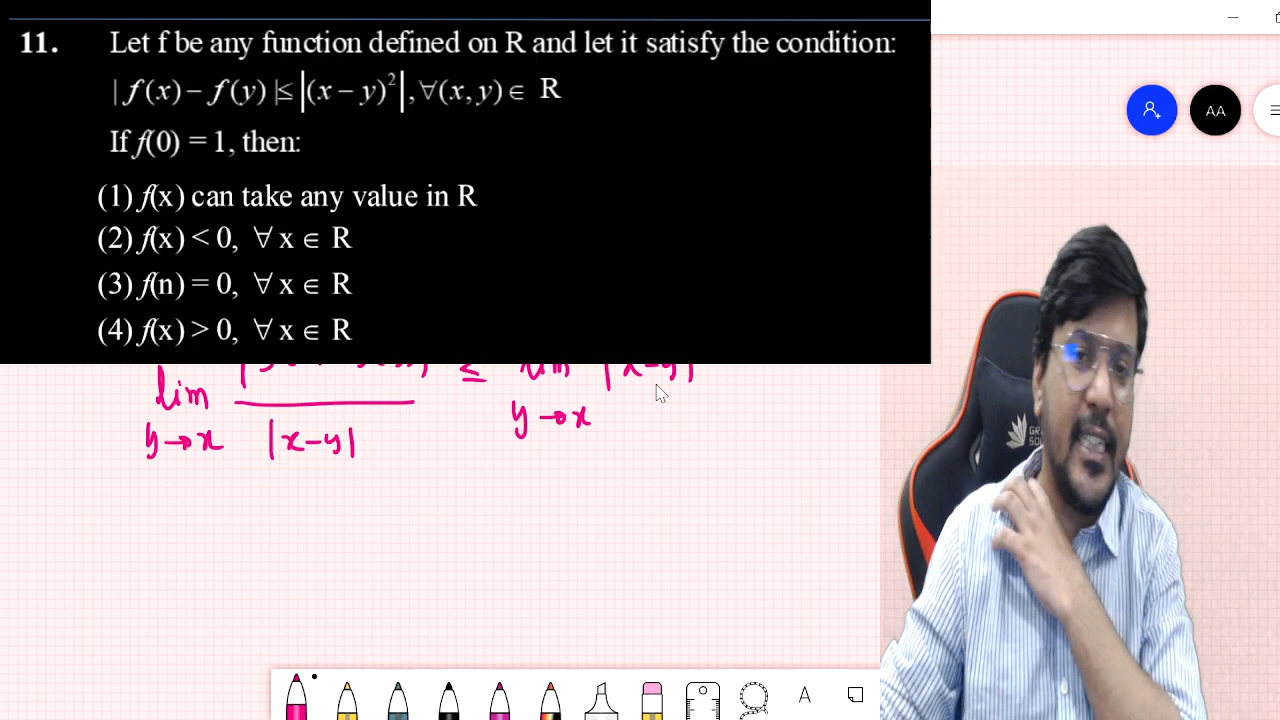 11. Let f be any function defined on R and let it satisfy the condition:
| f(x) − f(y) |≤ |(x − y)²|, ∀(x, y) ∈ R
If f(0) = 1, then:
(1) f(x) can take any value in R
(2) f(x) < 0, ∀ x ∈ R
(3) f(n) = 0, ∀ x ∈ R
(4) f(x) > 0, ∀ x ∈ R
AA
lim ≤ lim |x−y|
y→x |x−y| y→x
A